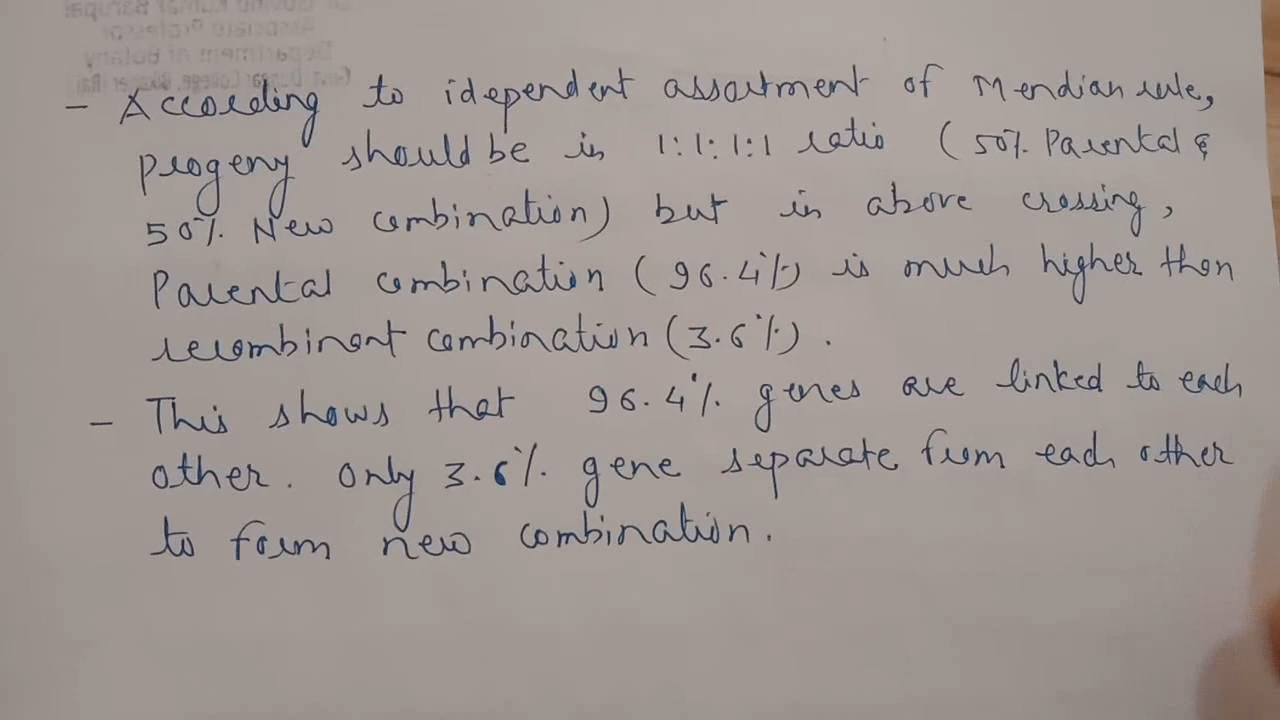 - According to idependent assortment of Mendian rule,
progeny should be in 1:1:1:1 ratio (50% Parental &
50% New combination) but in above crossing,
Parental combination (96.4%) is much higher than
recombinant combination (3.6%).
- This shows that 96.4% genes are linked to each
other. Only 3.6% gene separate from each other
to form new combination.